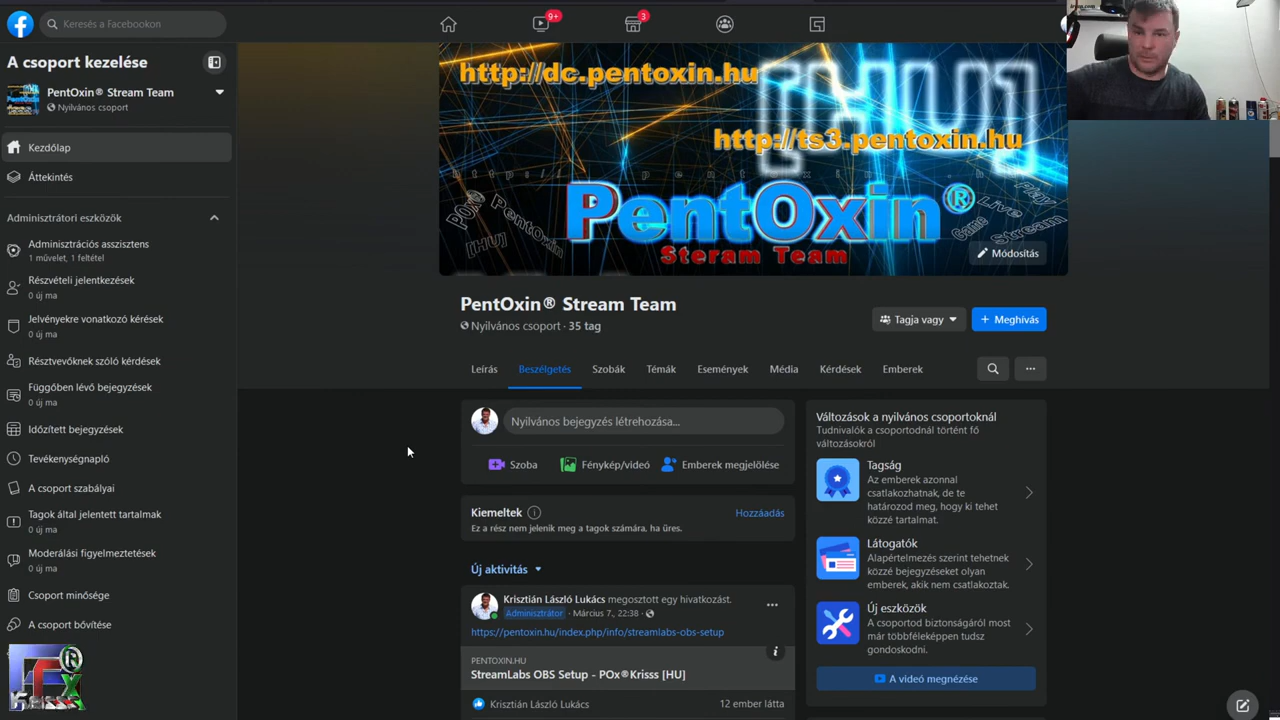 Keresés a Facebookon
9+
3
A csoport kezelése
PentOxin® Stream Team
Nyilvános csoport
Kezdőlap
Áttekintés
Adminisztrátori eszközök
Adminisztrációs asszisztens
1 művelet, 1 feltétel
Részvételi jelentkezések
0 új ma
Jelvényekre vonatkozó kérések
0 új ma
Résztvevőknek szóló kérdések
Függőben lévő bejegyzések
0 új ma
Időzített bejegyzések
Tevékenységnapló
A csoport szabályai
Tagok által jelentett tartalmak
0 új ma
Moderálási figyelmeztetések
0 új ma
Csoport minősége
A csoport bővítése
http://dc.pentoxin.hu
[HU]
http://ts3.pentoxin.hu
PentOxin®
Steram Team
[HU]
PentOxin
Game
Live
Play
Stream
Módosítás
PentOxin® Stream Team
Nyilvános csoport · 35 tag
Tagja vagy
+ Meghívás
Leírás
Beszélgetés
Szobák
Témák
Események
Média
Kérdések
Emberek
Nyilvános bejegyzés létrehozása...
Szoba
Fénykép/videó
Emberek megjelölése
Kiemeltek
Hozzáadás
Ez a rész nem jelenik meg a tagok számára, ha üres.
Új aktivitás
Krisztián László Lukács megosztott egy hivatkozást.
Adminisztrátor · Március 7., 22:38 ·
https://pentoxin.hu/index.php/info/streamlabs-obs-setup
PENTOXIN.HU
StreamLabs OBS Setup - POx®Krisss [HU]
Krisztián László Lukács
12 ember látta
Változások a nyilvános csoportoknál
Tudnivalók a csoportodnál történt fő
változásokról
Tagság
Az emberek azonnal
csatlakozhatnak, de te
határozod meg, hogy ki tehet
közzé tartalmat.
Látogatók
Alapértelmezés szerint tehetnek
közzé bejegyzéseket olyan
emberek, akik nem csatlakoztak.
Új eszközök
A csoportod biztonságáról most
már többféleképpen tudsz
gondoskodni.
A videó megnézése